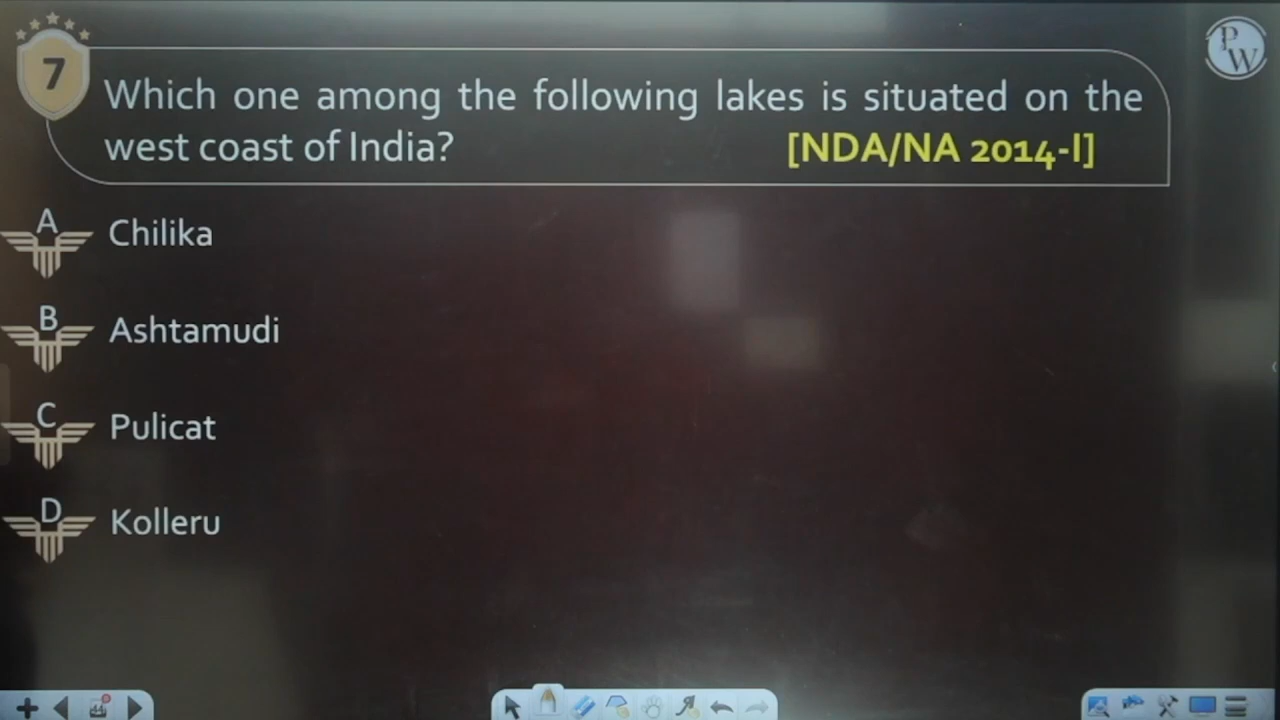 7
Which one among the following lakes is situated on the
west coast of India? [NDA/NA 2014-I]
A Chilika
B Ashtamudi
C Pulicat
D Kolleru
PW